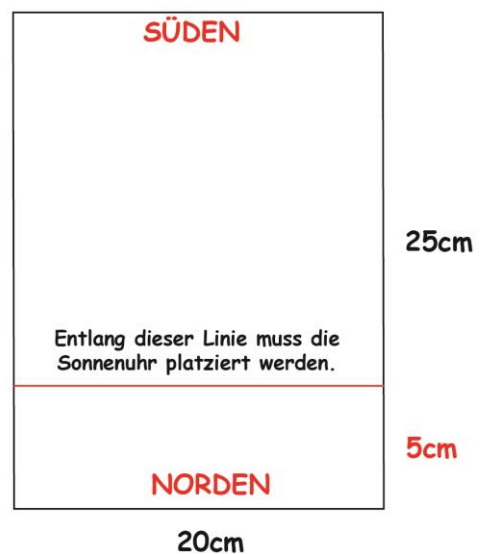 SÜDEN
25cm
Entlang dieser Linie muss die
Sonnenuhr platziert werden.
5cm
NORDEN
20cm